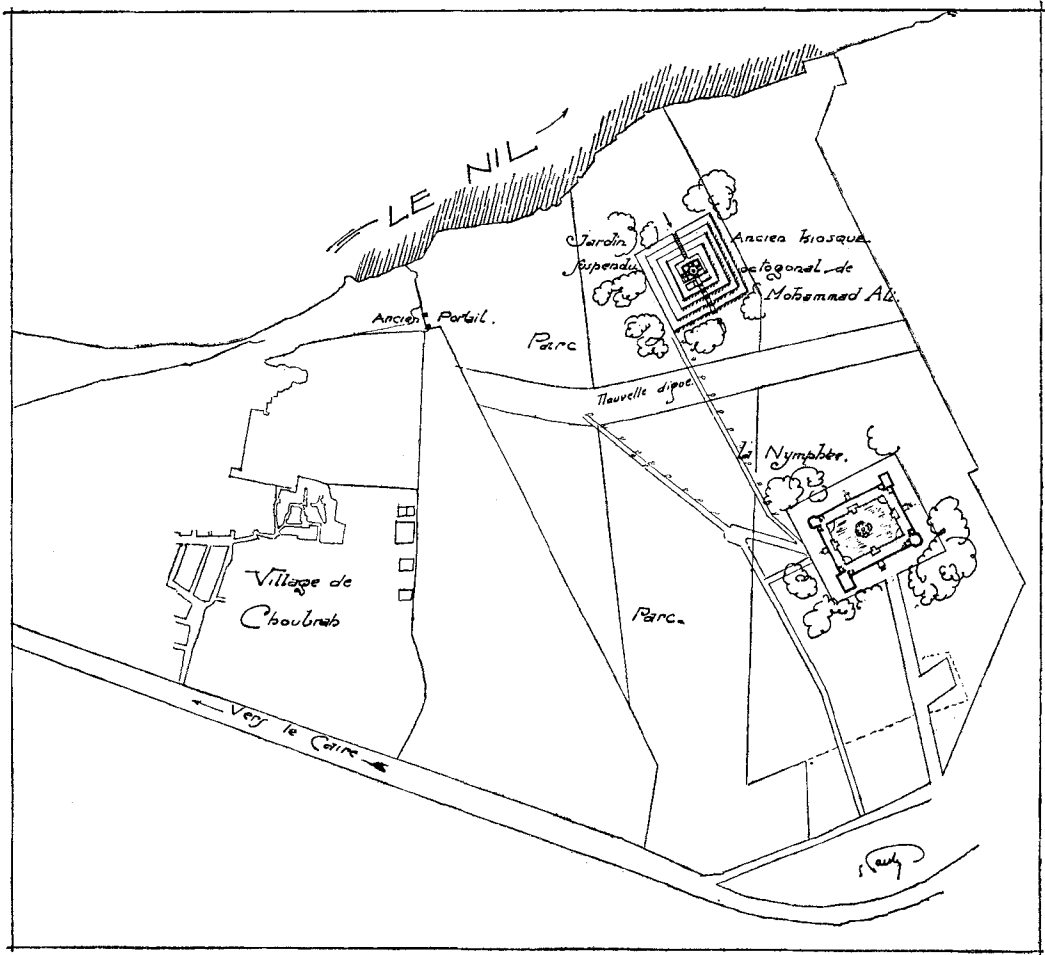 LE NIL
Jardin
suspendu
Ancien kiosque
octogonal de
Mohammad Ali.
Ancien Portail.
Parc
Nouvelle digue
La Nymphée.
Village de
Choubrah
Parc.
Vers le Caire